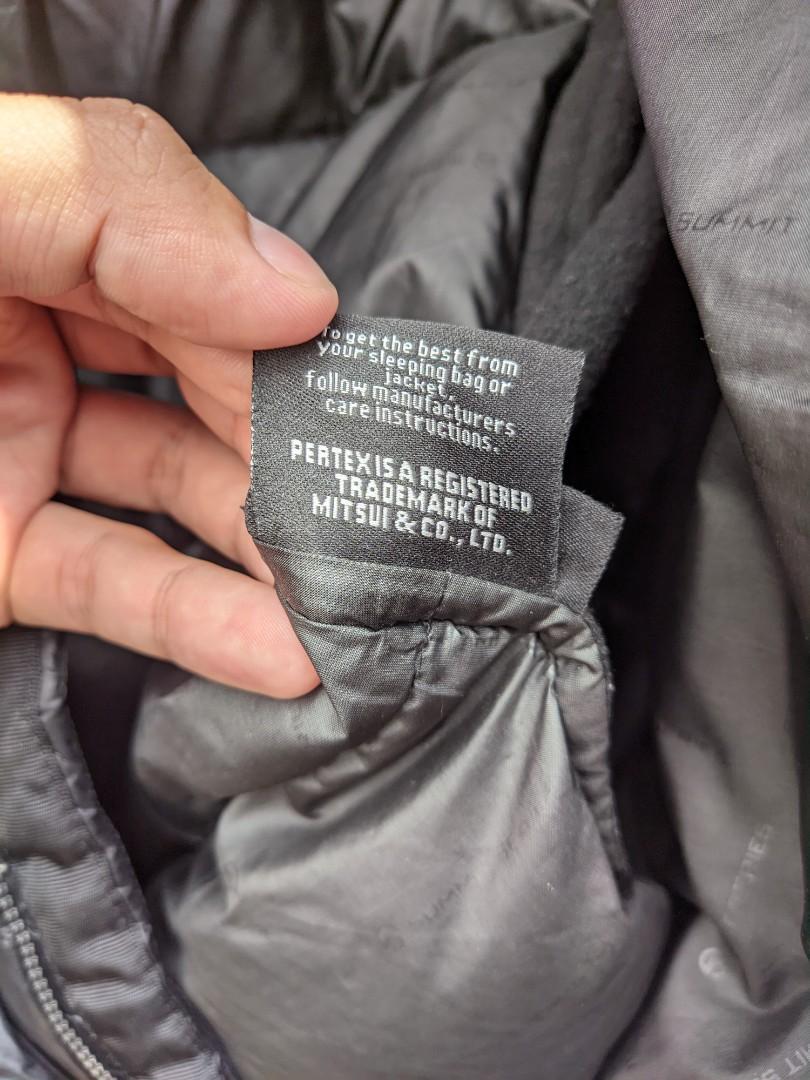 To get the best from
your sleeping bag or
jacket,
follow manufacturers
care instructions.
PERTEX IS A REGISTERED
TRADEMARK OF
MITSUI & CO., LTD.
SUMMIT